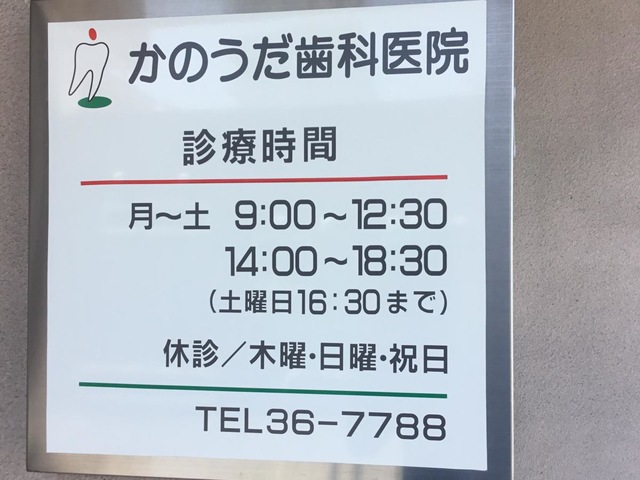 かのうだ歯科医院
診療時間
月〜土 9:00〜12:30
14:00〜18:30
(土曜日16:30まで)
休診／木曜・日曜・祝日
TEL36-7788